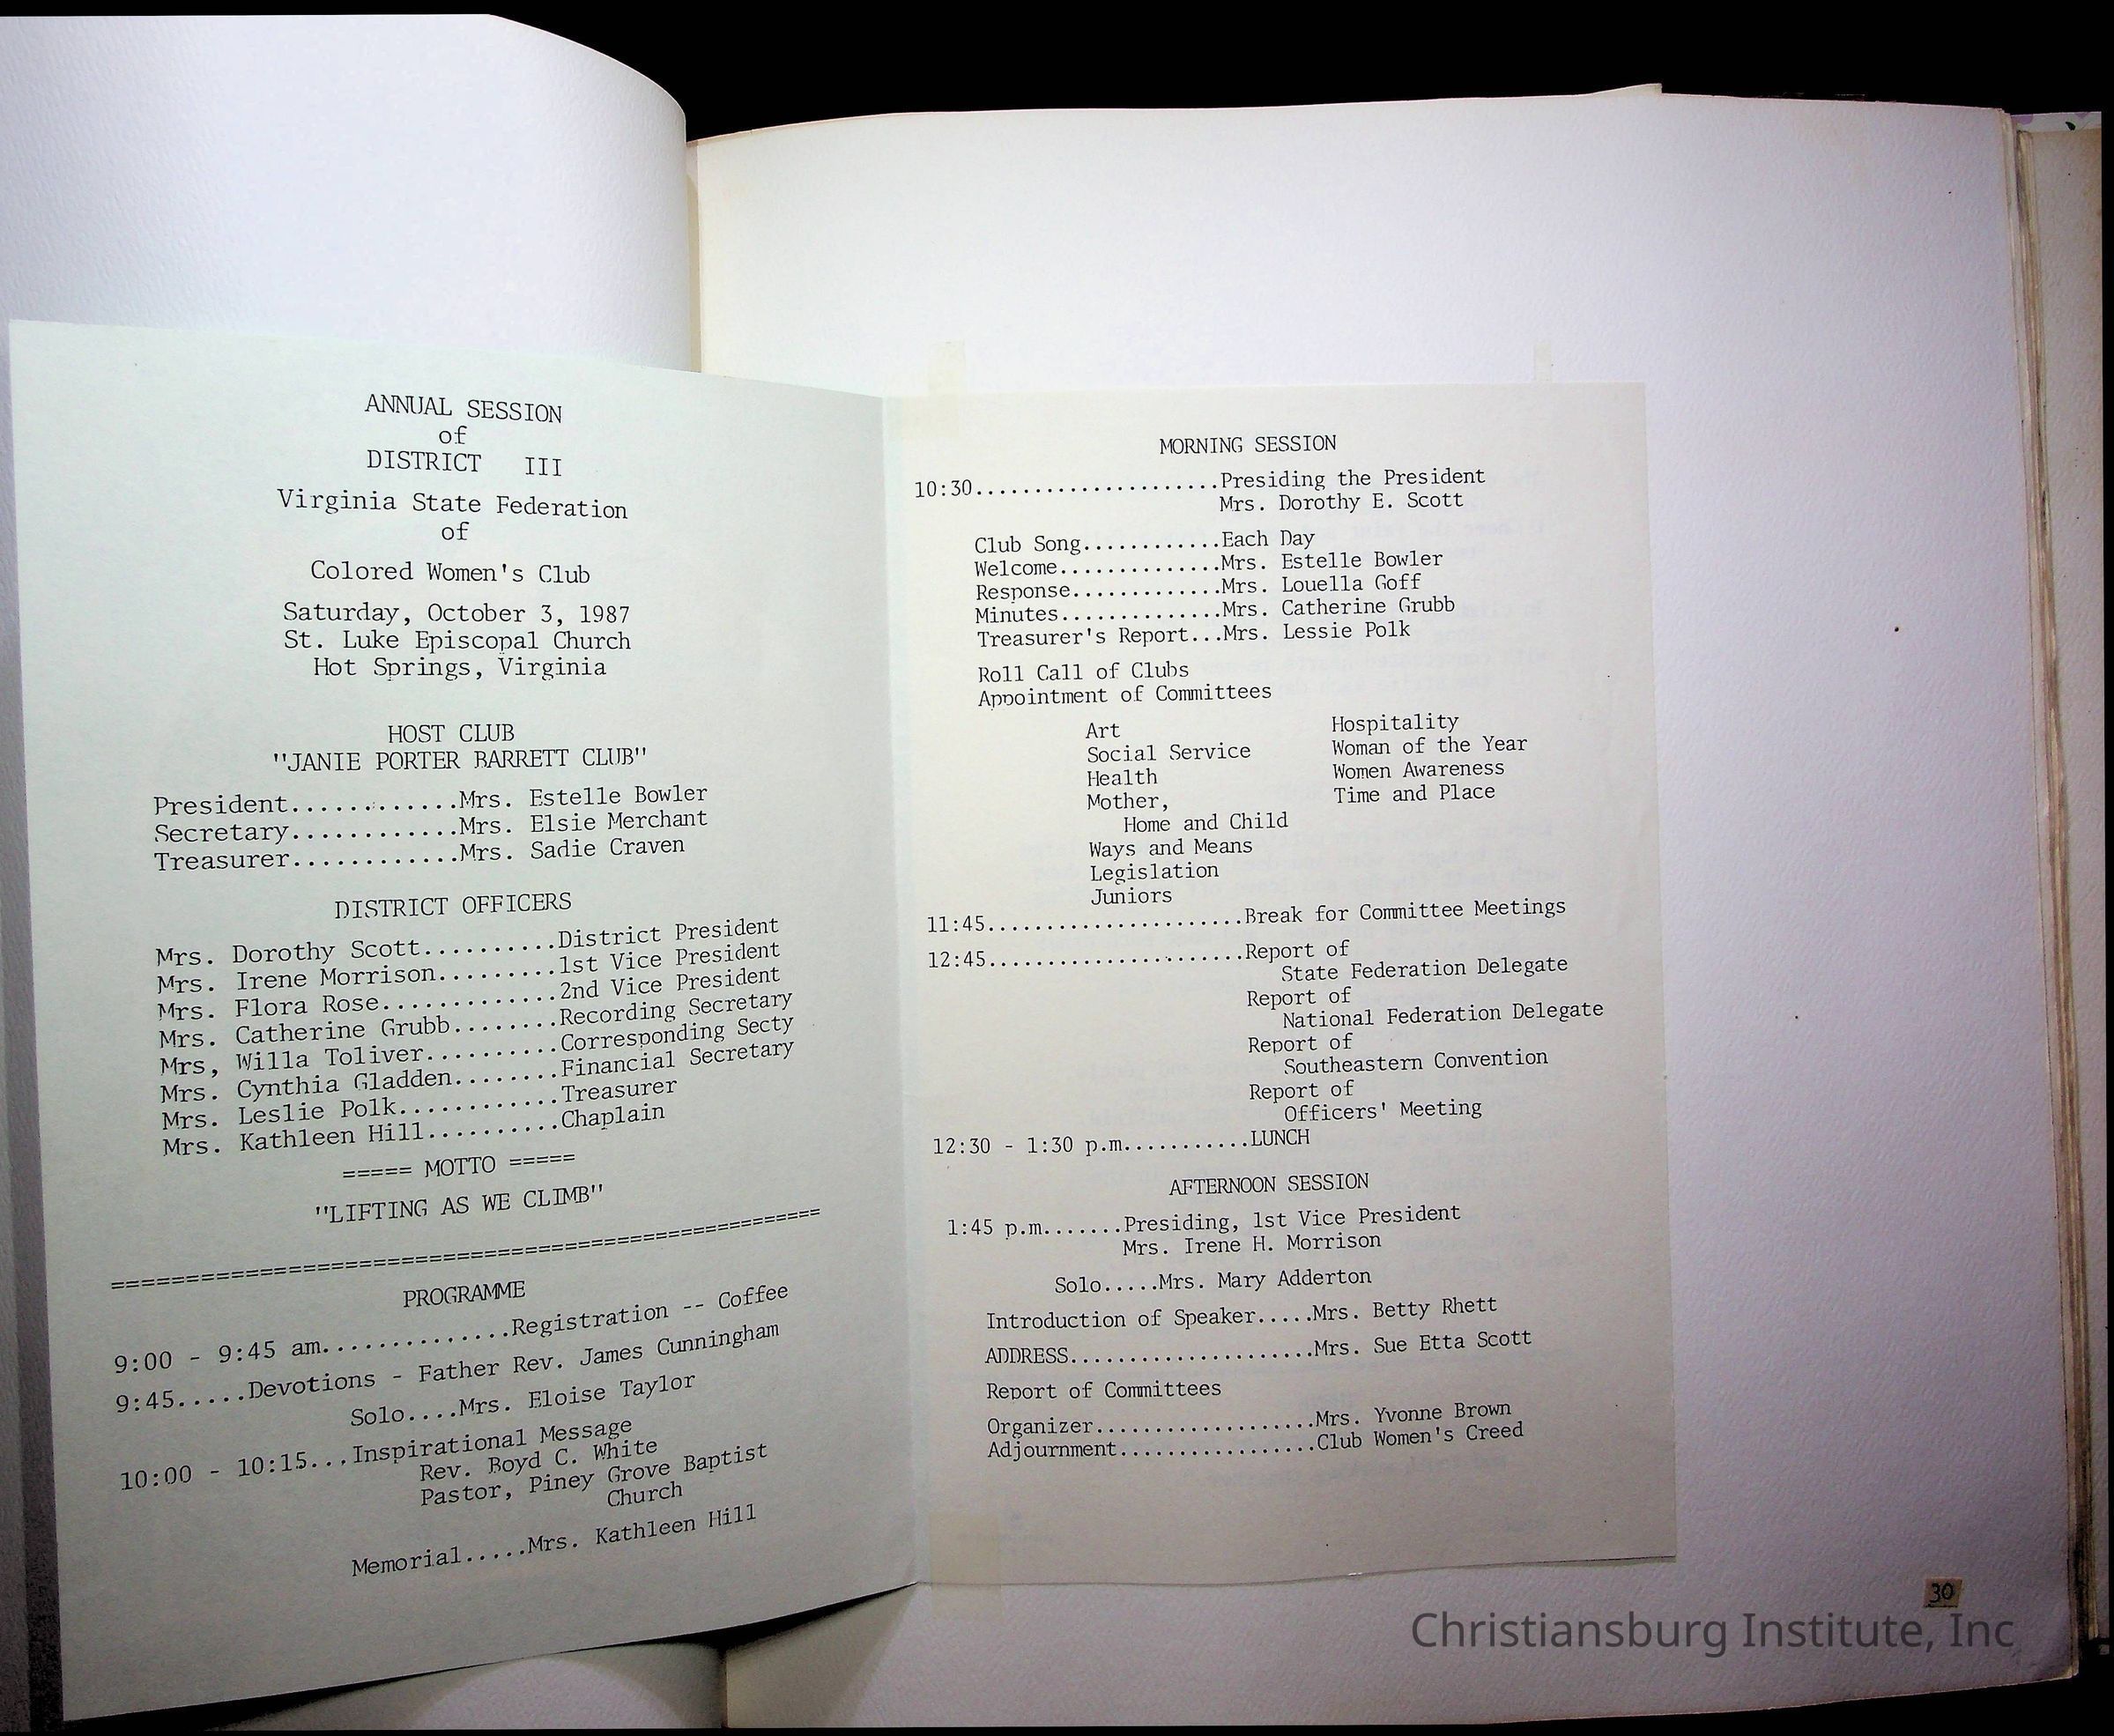 ANNUAL SESSION
of
DISTRICT III
Virginia State Federation
of
Colored Women's Club
Saturday, October 3, 1987
St. Luke Episcopal Church
Hot Springs, Virginia
HOST CLUB
"JANIE PORTER BARRETT CLUB"
President............Mrs. Estelle Bowler
Secretary............Mrs. Elsie Merchant
Treasurer............Mrs. Sadie Craven
DISTRICT OFFICERS
Mrs. Dorothy Scott..........District President
Mrs. Irene Morrison.........1st Vice President
Mrs. Flora Rose.............2nd Vice President
Mrs. Catherine Grubb........Recording Secretary
Mrs, Willa Toliver..........Corresponding Secty
Mrs. Cynthia Gladden........Financial Secretary
Mrs. Leslie Polk............Treasurer
Mrs. Kathleen Hill..........Chaplain
===== MOTTO =====
"LIFTING AS WE CLIMB"
===============================================
PROGRAMME
9:00 - 9:45 am.............Registration -- Coffee
9:45.....Devotions - Father Rev. James Cunningham
Solo....Mrs. Eloise Taylor
10:00 - 10:15...Inspirational Message
Rev. Boyd C. White
Pastor, Piney Grove Baptist
Church
Memorial.....Mrs. Kathleen Hill
MORNING SESSION
10:30.....................Presiding the President
Mrs. Dorothy E. Scott
Club Song............Each Day
Welcome..............Mrs. Estelle Bowler
Response.............Mrs. Louella Goff
Minutes..............Mrs. Catherine Grubb
Treasurer's Report...Mrs. Lessie Polk
Roll Call of Clubs
Appointment of Committees
Art
Social Service
Health
Mother,
Home and Child
Ways and Means
Legislation
Juniors
Hospitality
Woman of the Year
Women Awareness
Time and Place
11:45......................Break for Committee Meetings
12:45......................Report of
State Federation Delegate
Report of
National Federation Delegate
Report of
Southeastern Convention
Report of
Officers' Meeting
12:30 - 1:30 p.m...........LUNCH
AFTERNOON SESSION
1:45 p.m.......Presiding, 1st Vice President
Mrs. Irene H. Morrison
Solo.....Mrs. Mary Adderton
Introduction of Speaker.....Mrs. Betty Rhett
ADDRESS.....................Mrs. Sue Etta Scott
Report of Committees
Organizer...................Mrs. Yvonne Brown
Adjournment.................Club Women's Creed
30
Christiansburg Institute, Inc